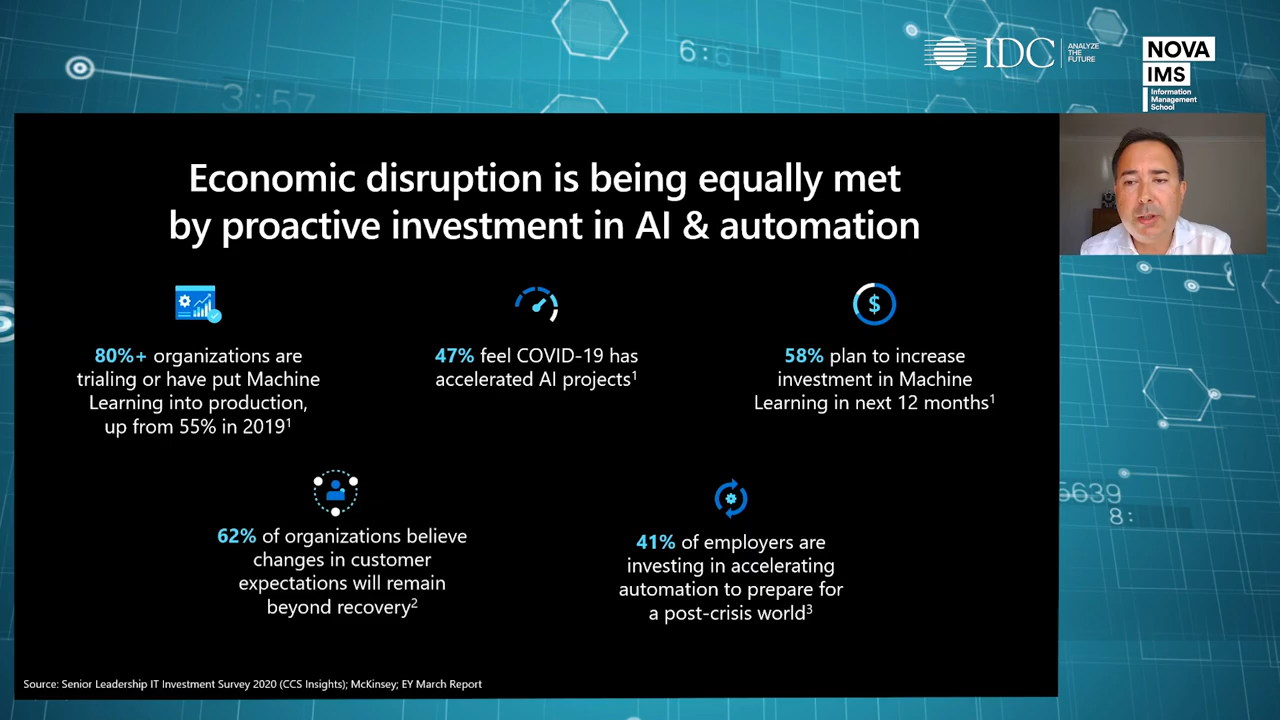 6:
3:57
IDC
ANALYZE
THE
FUTURE
NOVA
IMS
Information
Management
School
Economic disruption is being equally met
by proactive investment in AI & automation
80%+ organizations are
trialing or have put Machine
Learning into production,
up from 55% in 2019¹
47% feel COVID-19 has
accelerated AI projects¹
$
58% plan to increase
investment in Machine
Learning in next 12 months¹
62% of organizations believe
changes in customer
expectations will remain
beyond recovery²
41% of employers are
investing in accelerating
automation to prepare for
a post-crisis world³
5639
8:
Source: Senior Leadership IT Investment Survey 2020 (CCS Insights); McKinsey; EY March Report